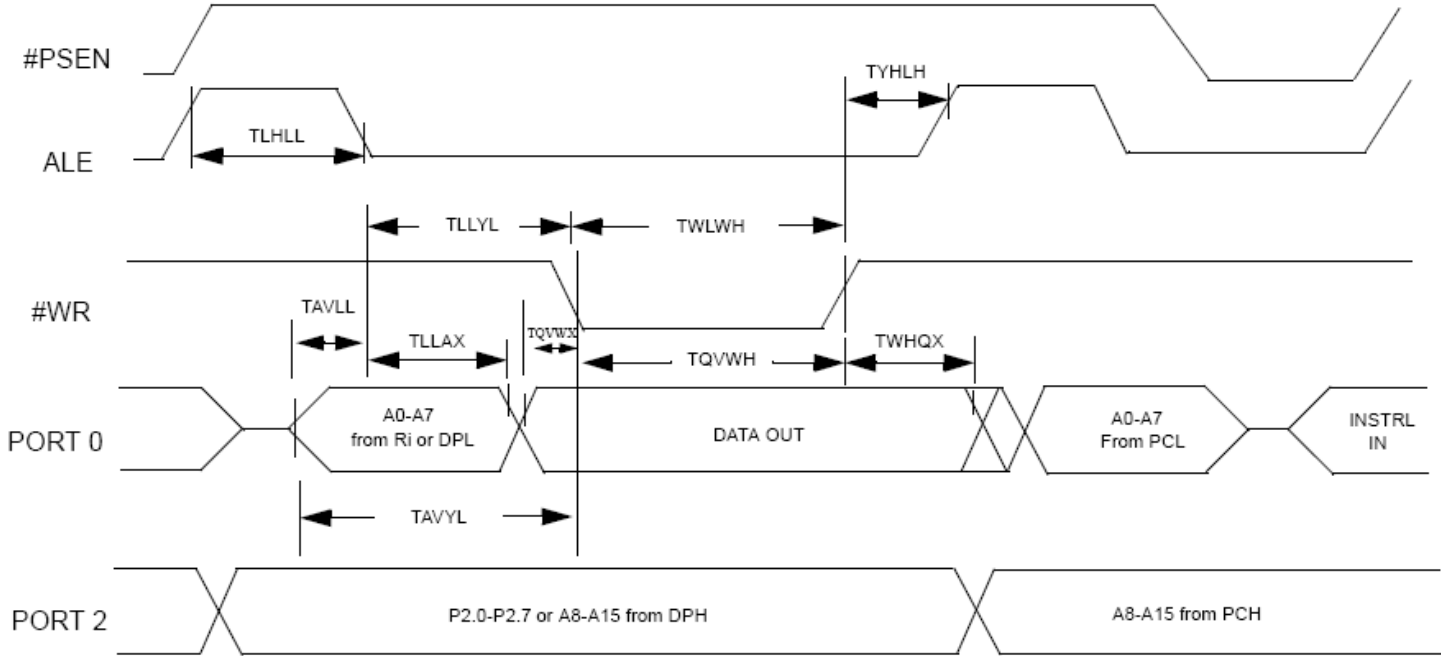 #PSEN
TYHLH
TLHLL
ALE
TLLYL
TWLWH
#WR
TAVLL
TQVWX
TLLAX
TQVWH
TWHQX
PORT 0
A0-A7
from Ri or DPL
DATA OUT
A0-A7
From PCL
INSTRL
IN
TAVYL
PORT 2
P2.0-P2.7 or A8-A15 from DPH
A8-A15 from PCH